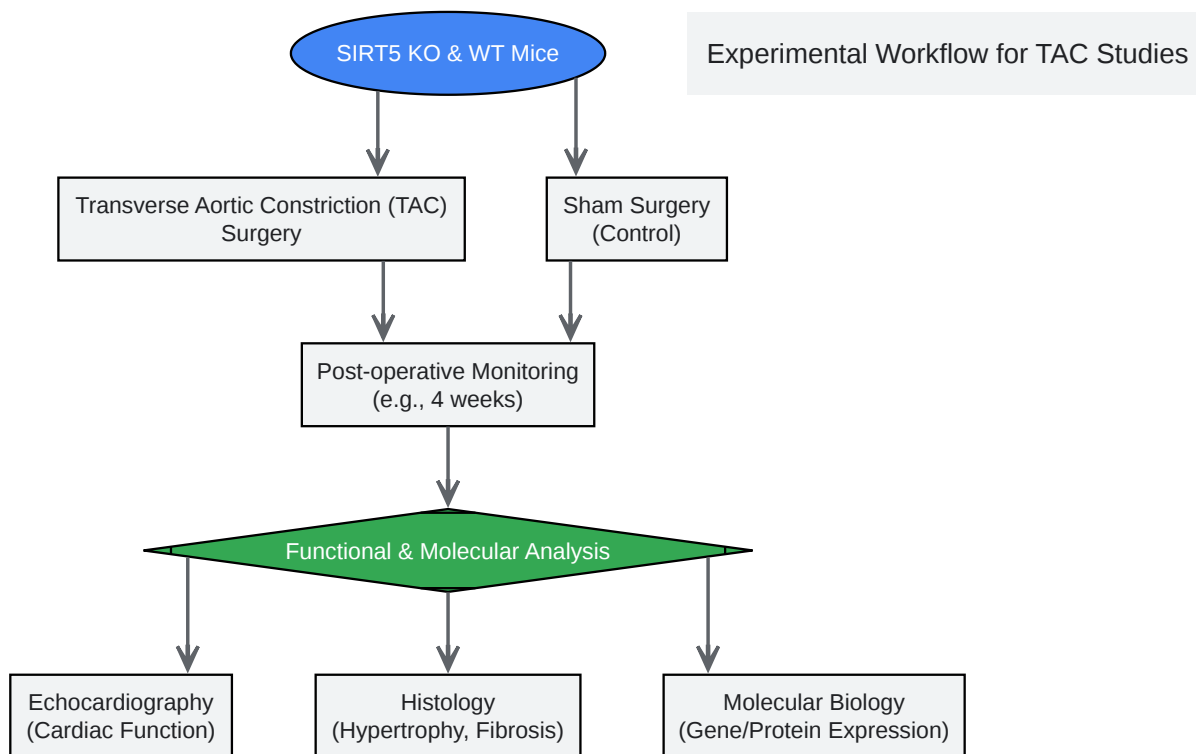 SIRT5 KO & WT Mice
Experimental Workflow for TAC Studies
Transverse Aortic Constriction (TAC)
Surgery
Sham Surgery
(Control)
Post-operative Monitoring
(e.g., 4 weeks)
Functional & Molecular Analysis
Echocardiography
(Cardiac Function)
Histology
(Hypertrophy, Fibrosis)
Molecular Biology
(Gene/Protein Expression)